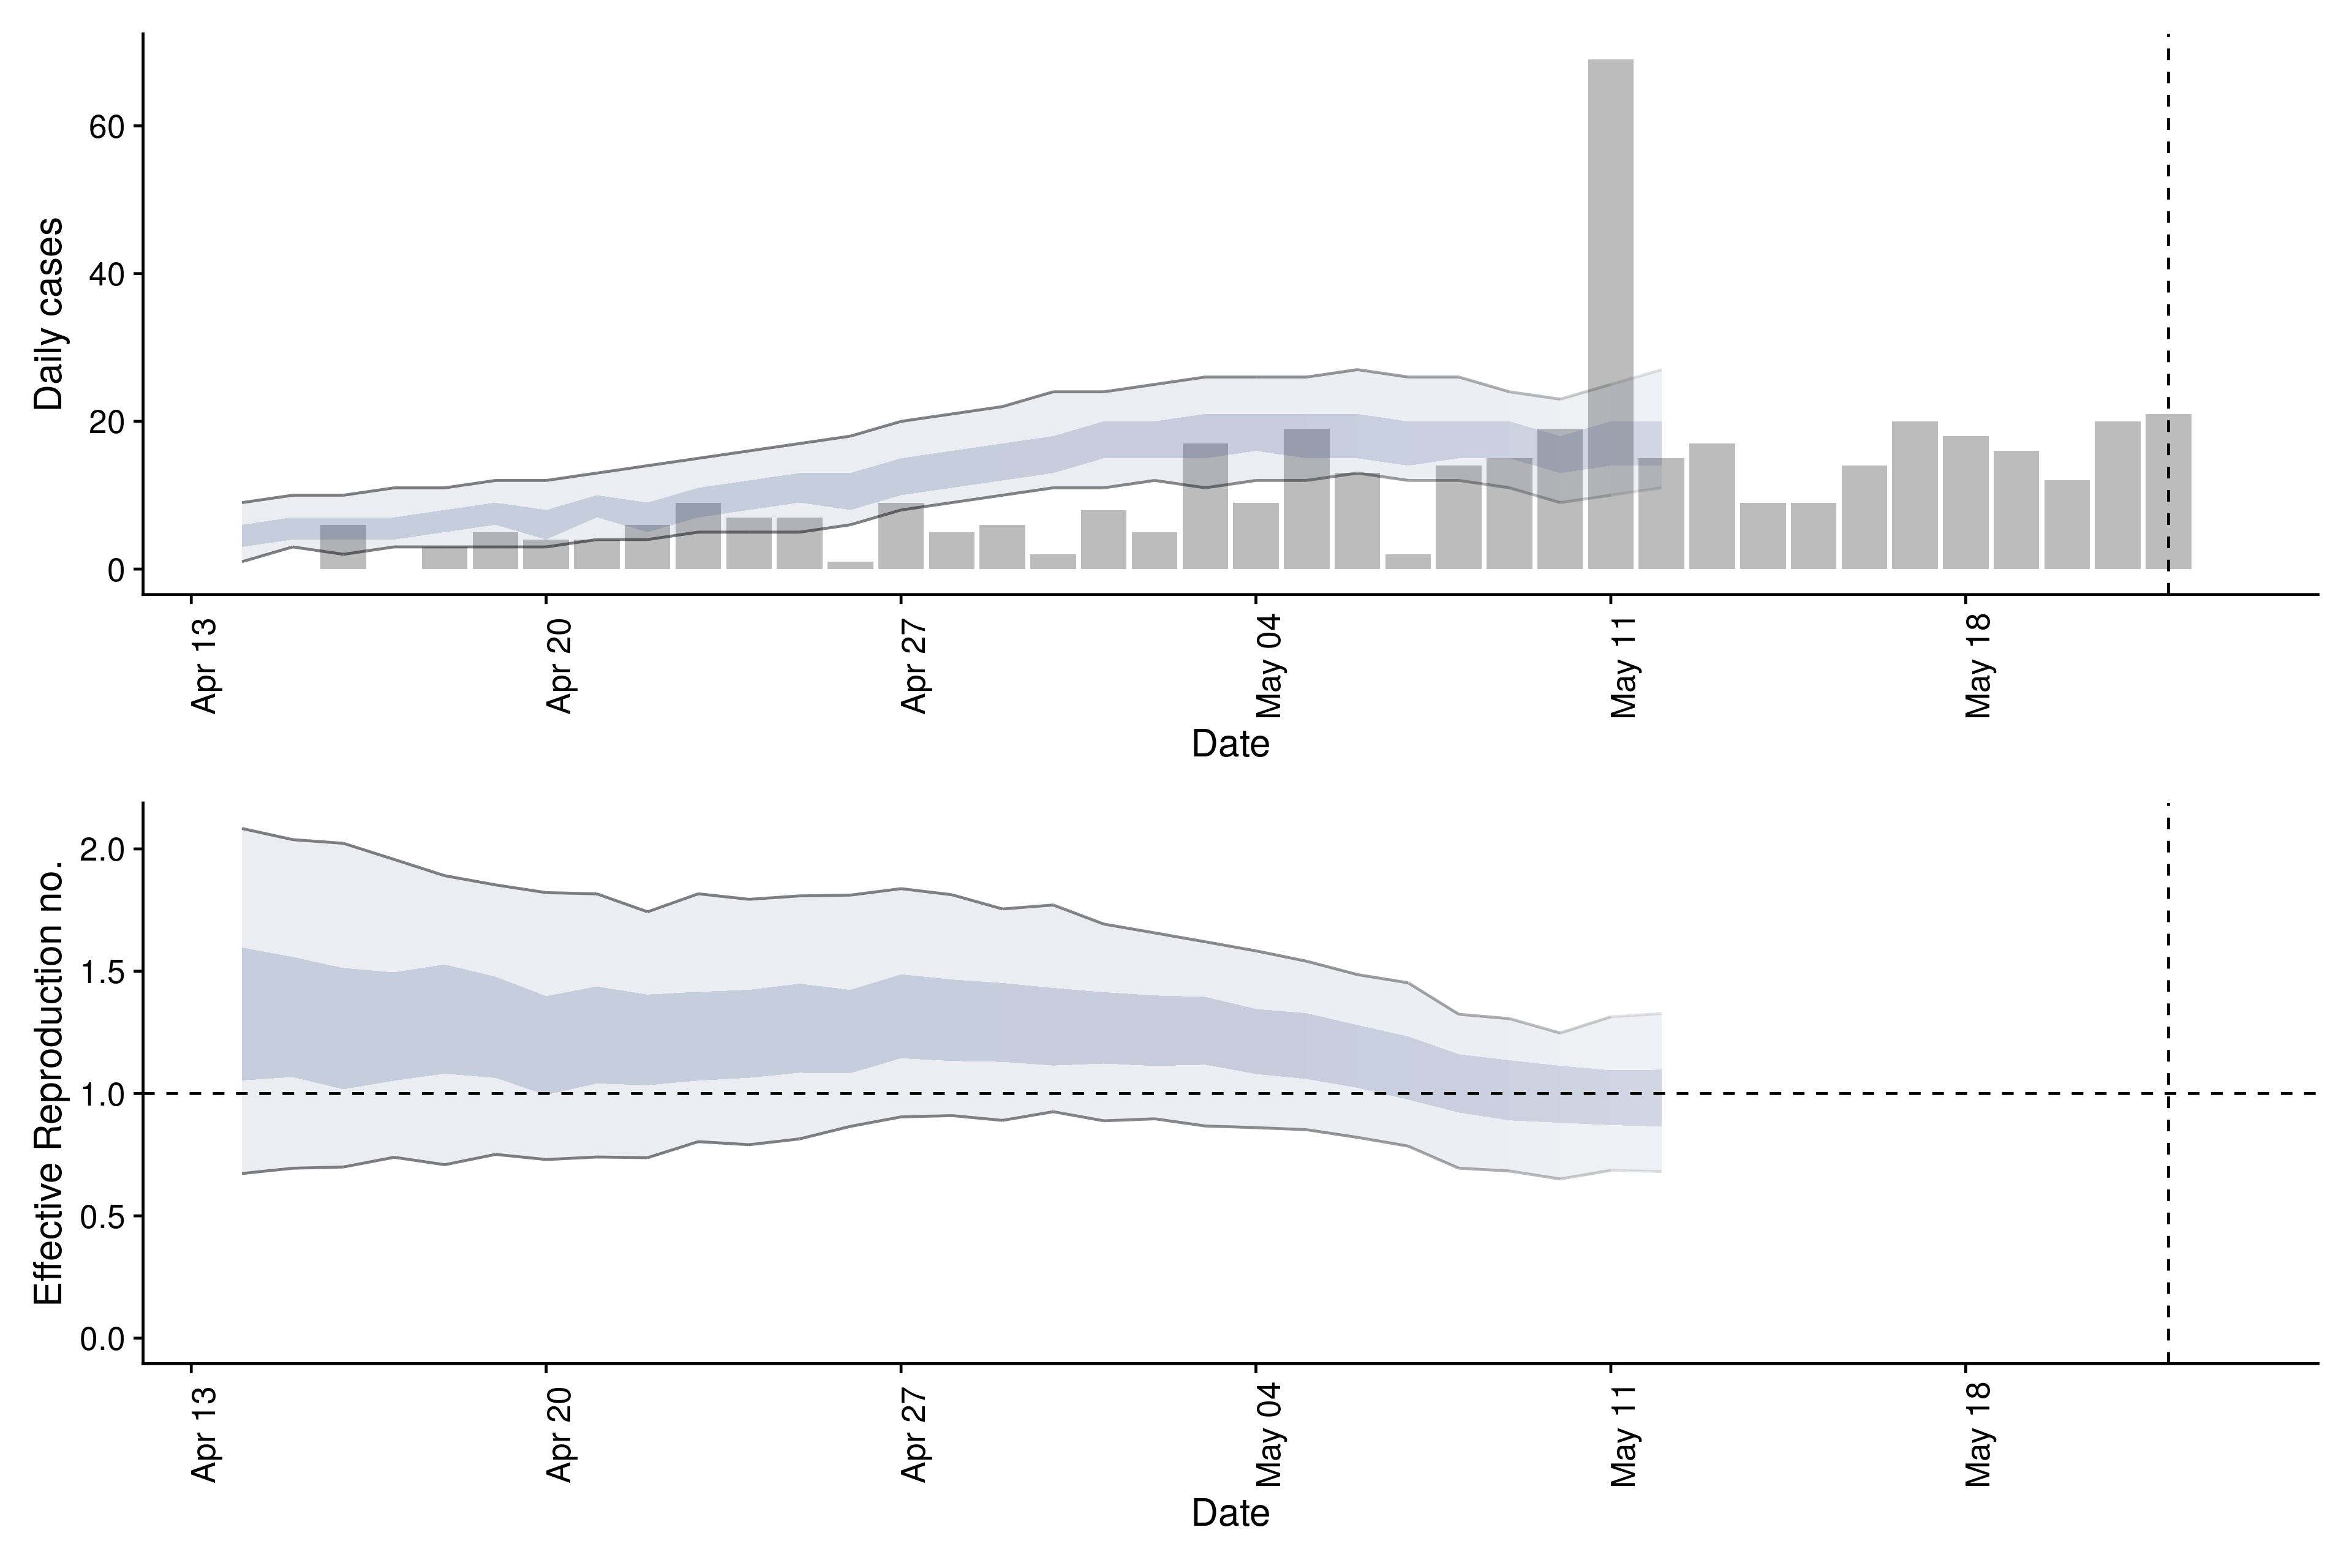 Daily cases
60
40
20
0
Apr 13
Apr 20
Apr 27
May 04
May 11
May 18
Date
Effective Reproduction no.
2.0
1.5
1.0
0.5
0.0
Apr 13
Apr 20
Apr 27
May 04
May 11
May 18
Date